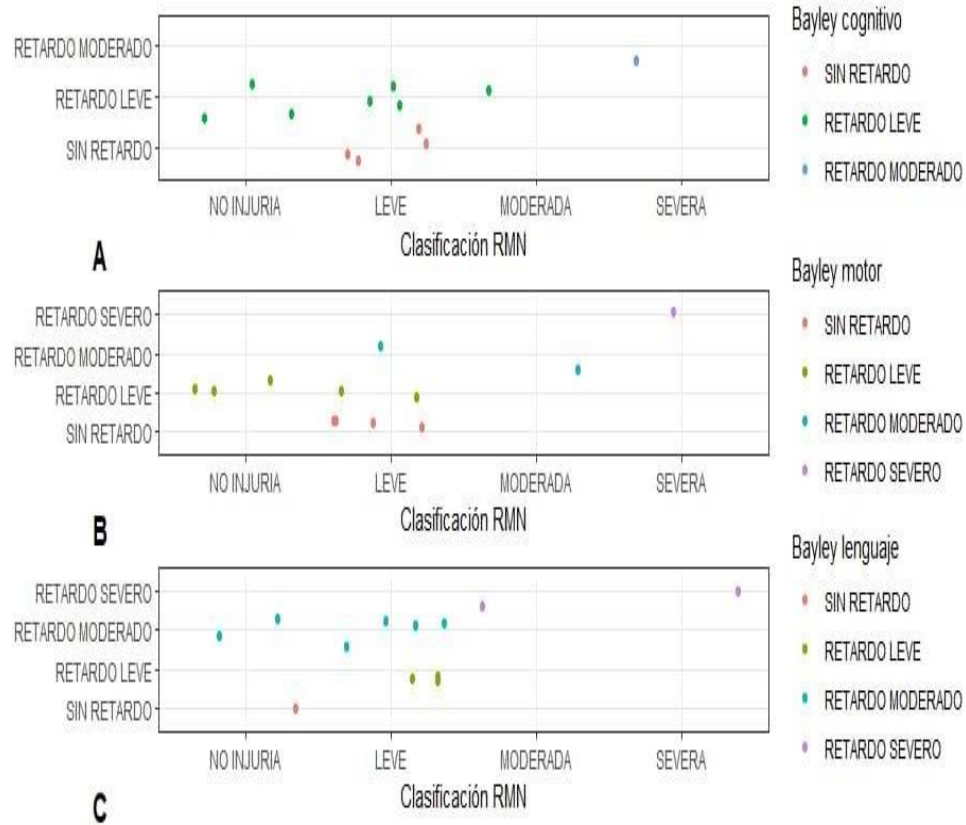 Bayley cognitivo
RETARDO MODERADO
RETARDO LEVE
SIN RETARDO
SIN RETARDO
RETARDO LEVE
RETARDO MODERADO
NO INJURIA LEVE MODERADA SEVERA
Clasificación RMN
A
Bayley motor
RETARDO SEVERO
RETARDO MODERADO
RETARDO LEVE
SIN RETARDO
SIN RETARDO
RETARDO LEVE
RETARDO MODERADO
RETARDO SEVERO
NO INJURIA LEVE MODERADA SEVERA
Clasificación RMN
B
Bayley lenguaje
RETARDO SEVERO
RETARDO MODERADO
RETARDO LEVE
SIN RETARDO
SIN RETARDO
RETARDO LEVE
RETARDO MODERADO
RETARDO SEVERO
NO INJURIA LEVE MODERADA SEVERA
Clasificación RMN
C